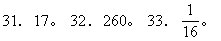 31. 17。 32. 260。 33. 1/16。